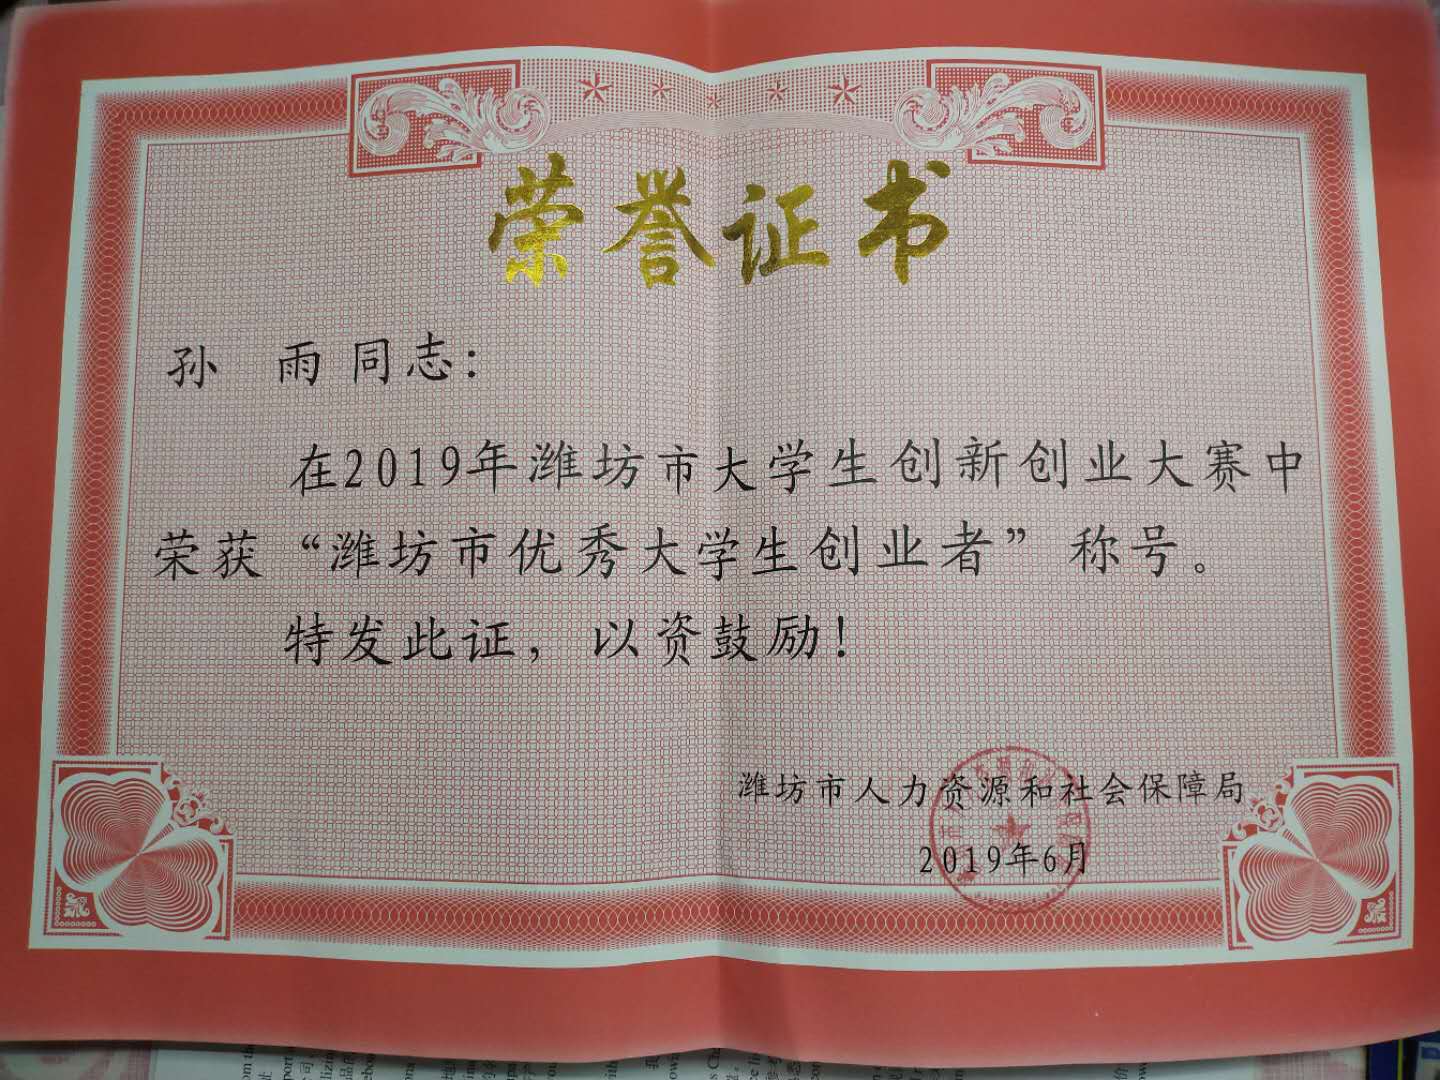 荣誉证书
孙 雨同志：
在2019年潍坊市大学生创新创业大赛中
荣获“潍坊市优秀大学生创业者”称号。
特发此证，以资鼓励！
潍坊市人力资源和社会保障局
2019年6月